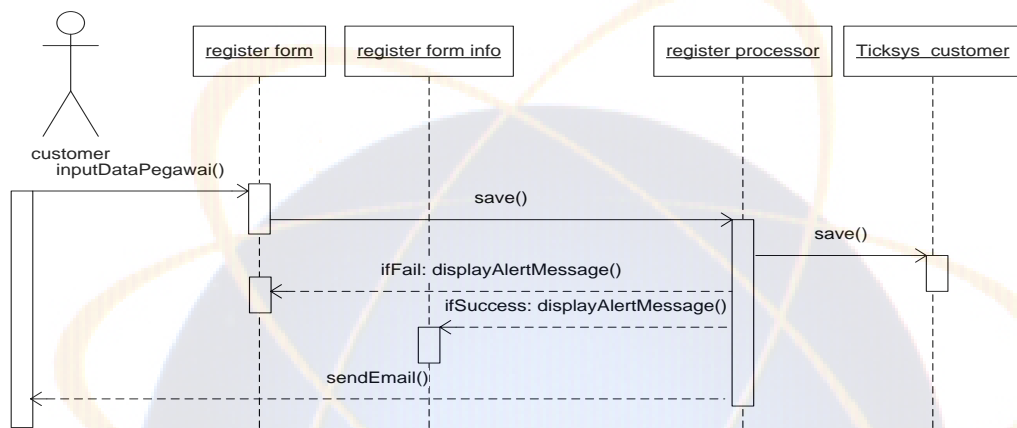 register form
register form info
register processor
Ticksys_customer
customer
inputDataPegawai()
save()
save()
ifFail: displayAlertMessage()
ifSuccess: displayAlertMessage()
sendEmail()